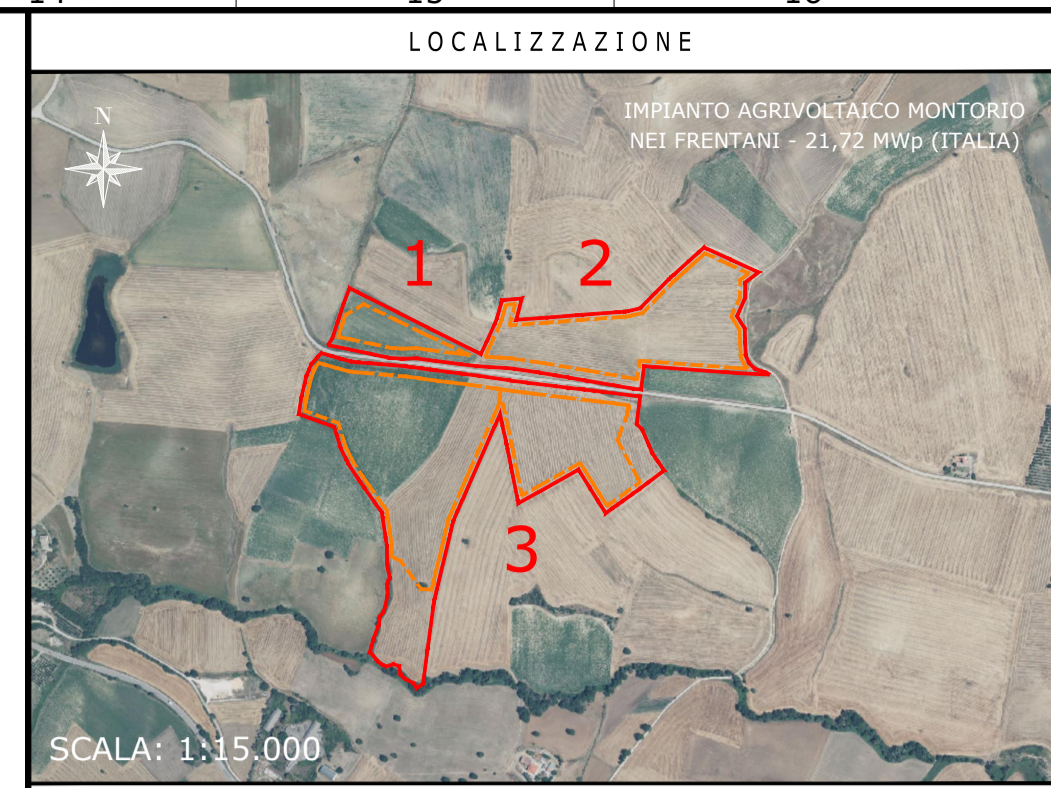 LOCALIZZAZIONE
N
IMPIANTO AGRIVOLTAICO MONTORIO
NEI FRENTANI - 21,72 MWp (ITALIA)
1
2
3
SCALA: 1:15.000